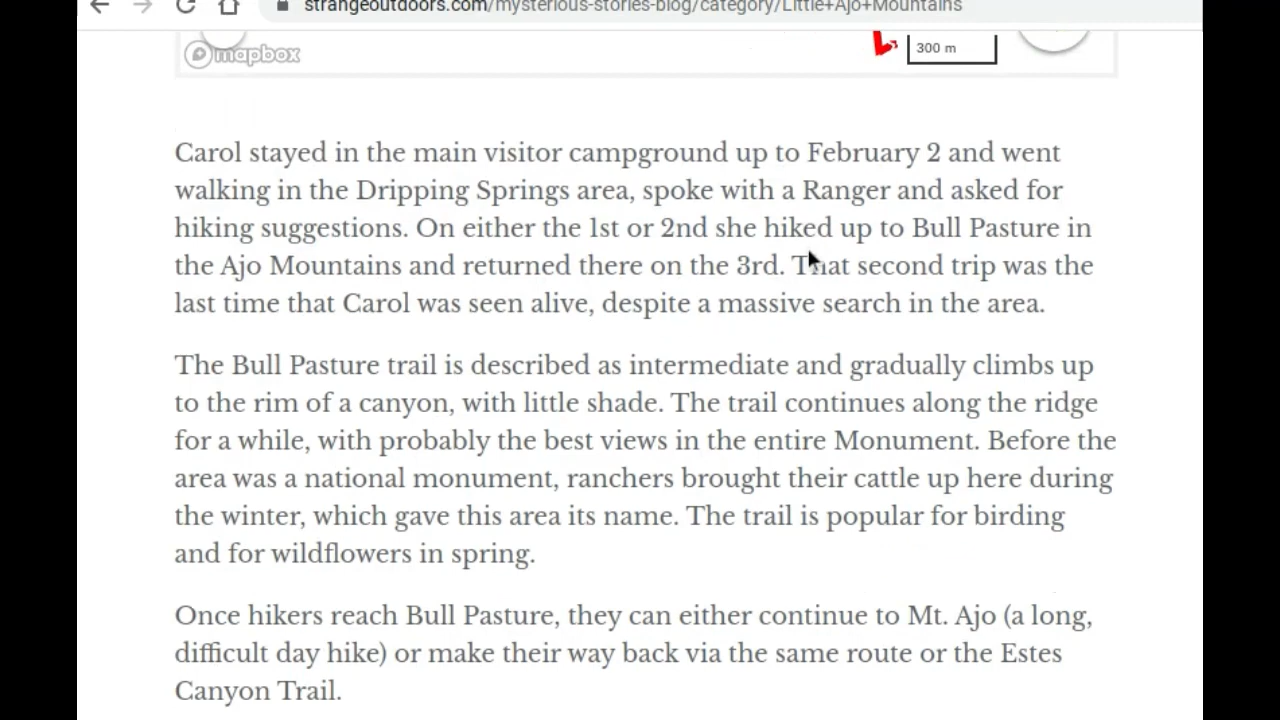 strangeoutdoors.com/mysterious-stories-blog/category/Little+Ajo+Mountains
mapbox
300 m
Carol stayed in the main visitor campground up to February 2 and went
walking in the Dripping Springs area, spoke with a Ranger and asked for
hiking suggestions. On either the 1st or 2nd she hiked up to Bull Pasture in
the Ajo Mountains and returned there on the 3rd. That second trip was the
last time that Carol was seen alive, despite a massive search in the area.
The Bull Pasture trail is described as intermediate and gradually climbs up
to the rim of a canyon, with little shade. The trail continues along the ridge
for a while, with probably the best views in the entire Monument. Before the
area was a national monument, ranchers brought their cattle up here during
the winter, which gave this area its name. The trail is popular for birding
and for wildflowers in spring.
Once hikers reach Bull Pasture, they can either continue to Mt. Ajo (a long,
difficult day hike) or make their way back via the same route or the Estes
Canyon Trail.